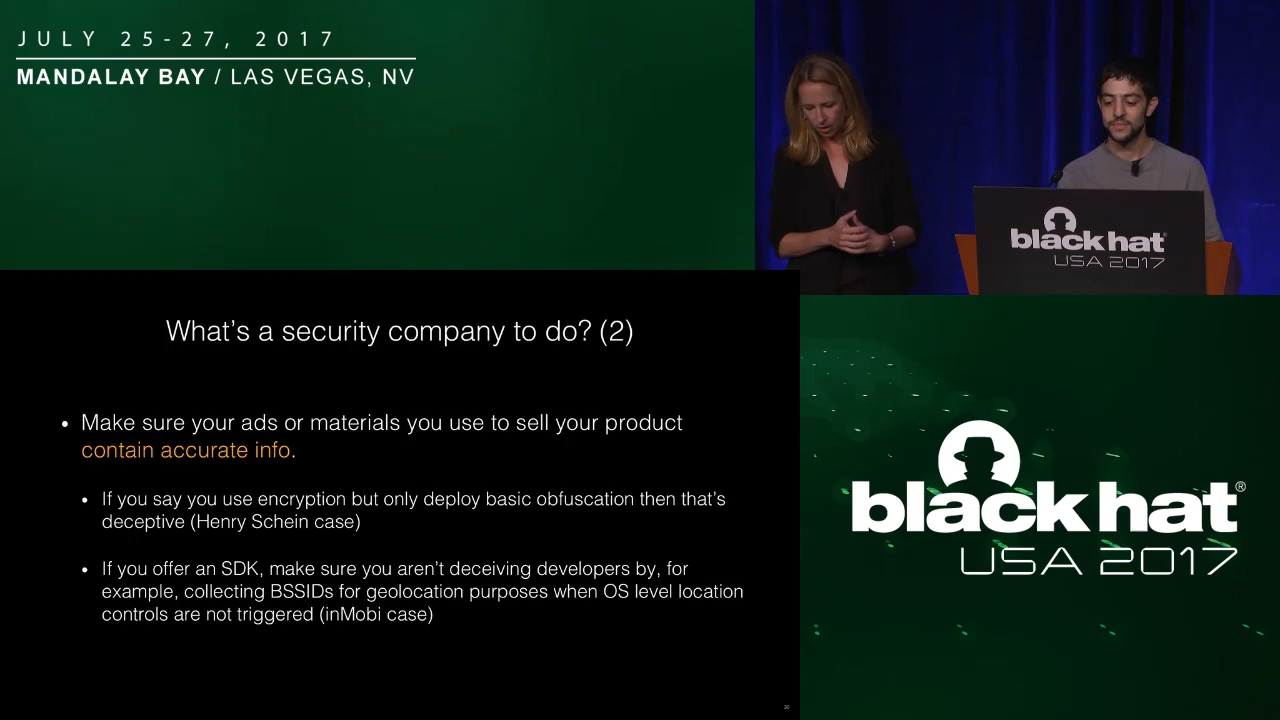 JULY 25-27, 2017
MANDALAY BAY / LAS VEGAS, NV
black hat
USA 2017
What's a security company to do? (2)
• Make sure your ads or materials you use to sell your product
contain accurate info.
• If you say you use encryption but only deploy basic obfuscation then that's
deceptive (Henry Schein case)
• If you offer an SDK, make sure you aren't deceiving developers by, for
example, collecting BSSIDs for geolocation purposes when OS level location
controls are not triggered (inMobi case)
black hat®
USA 2017